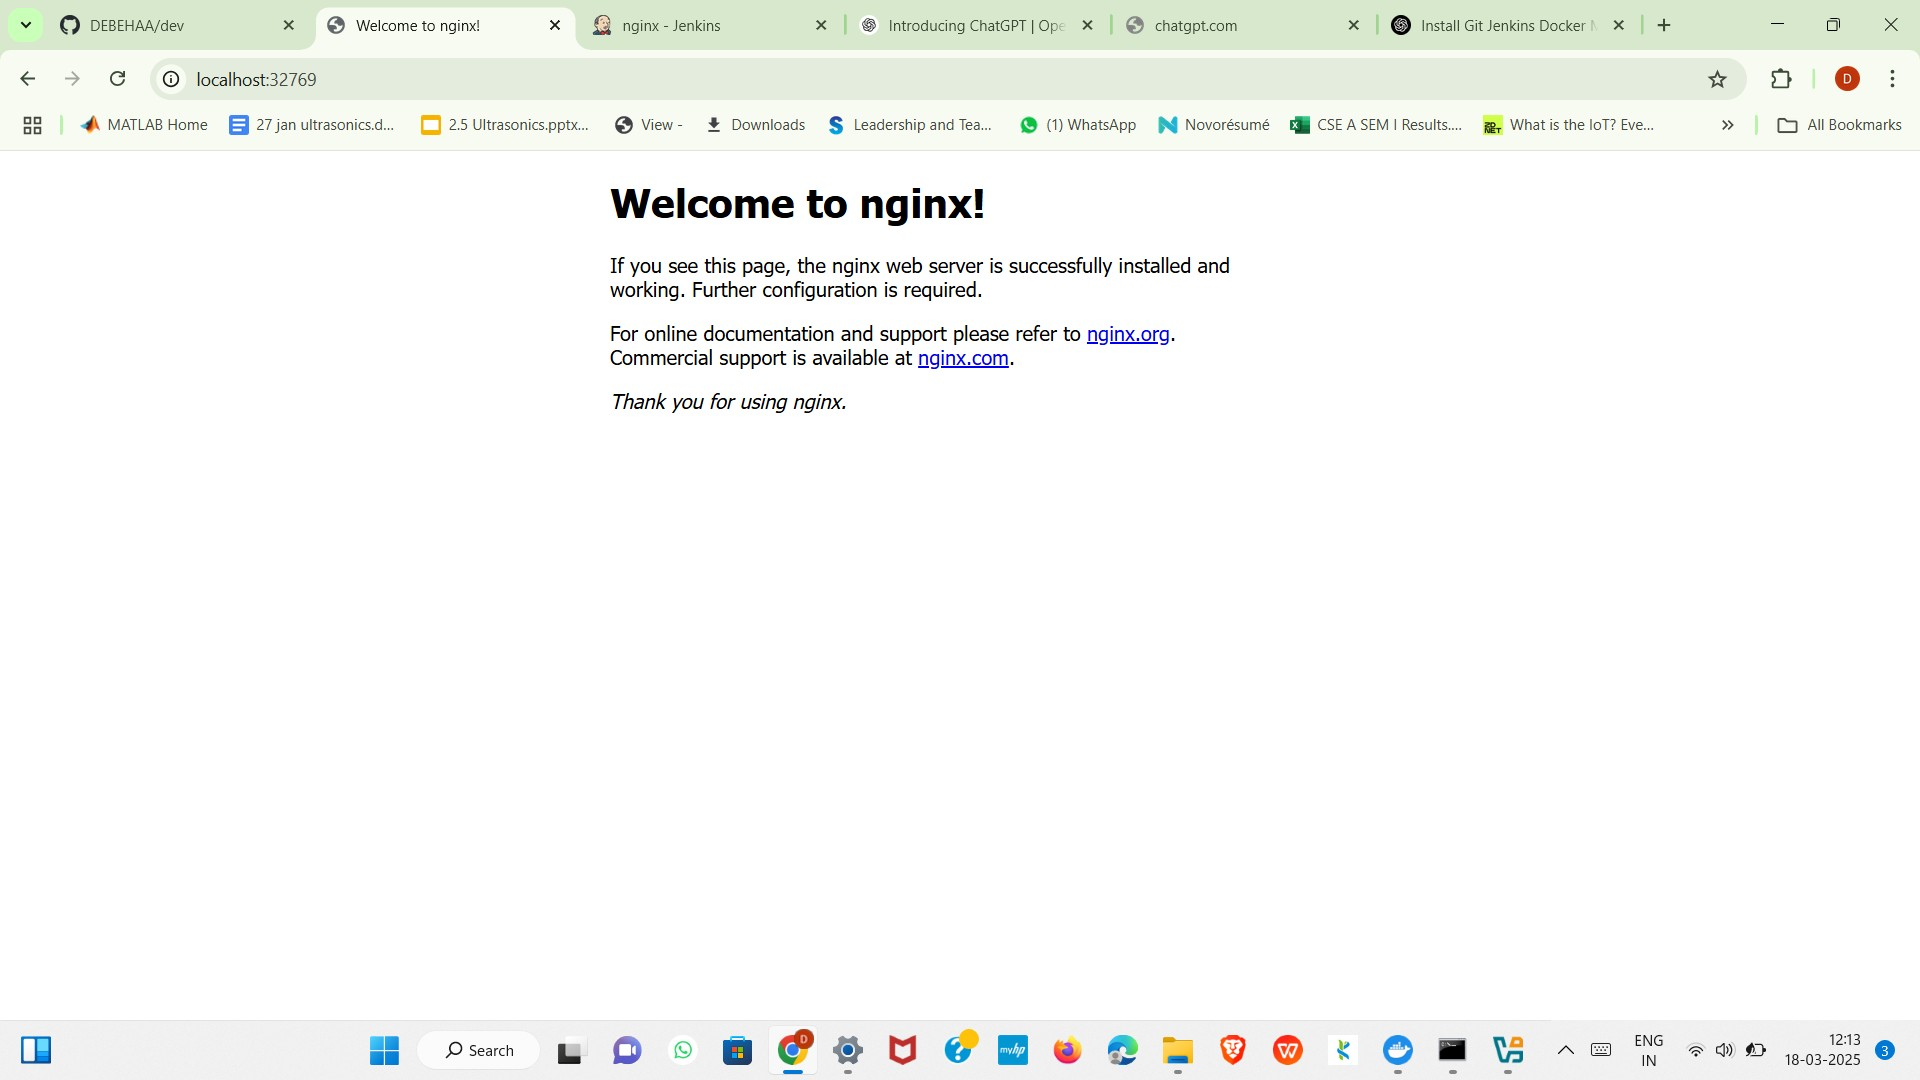 DEBEHAA/dev
Welcome to nginx!
nginx - Jenkins
Introducing ChatGPT | Ope
chatgpt.com
Install Git Jenkins Docker
localhost:32769
D
MATLAB Home
27 jan ultrasonics.d...
2.5 Ultrasonics.pptx...
View -
Downloads
Leadership and Tea...
(1) WhatsApp
Novorésumé
CSE A SEM I Results....
What is the IoT? Eve...
All Bookmarks
Welcome to nginx!
If you see this page, the nginx web server is successfully installed and
working. Further configuration is required.
For online documentation and support please refer to nginx.org.
Commercial support is available at nginx.com.
Thank you for using nginx.
Search
D
myhp
ENG
IN
12:13
18-03-2025
3